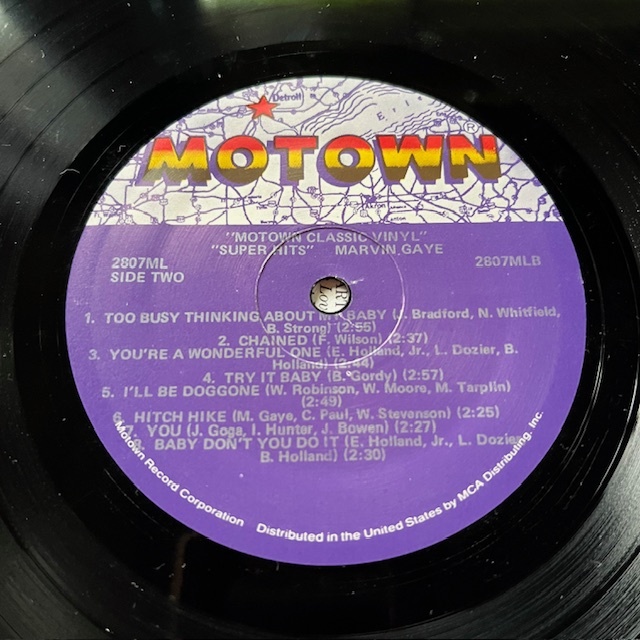 Detroit
MOTOWN®
"MOTOWN CLASSIC VINYL"
"SUPER HITS" MARVIN GAYE
2807ML 2807MLB
SIDE TWO
1. TOO BUSY THINKING ABOUT BABY (J. Bradford, N. Whitfield,
B. Strong) (2:55)
2. CHAINED (F. Wilson) (2:37)
3. YOU'RE A WONDERFUL ONE (E. Holland, Jr., L. Dozier, B.
Holland) (2:44)
4. TRY IT BABY (B. Gordy) (2:57)
5. I'LL BE DOGGONE (W. Robinson, W. Moore, M. Tarplin)
(2:49)
6. HITCH HIKE (M. Gaye, C. Paul, W. Stevenson) (2:25)
7. YOU (J. Goga, I. Hunter, J. Bowen) (2:27)
8. BABY DON'T YOU DO IT (E. Holland, Jr., L. Dozier
B. Holland) (2:30)
Motown Record Corporation Distributed in the United States by MCA Distributing, Inc.